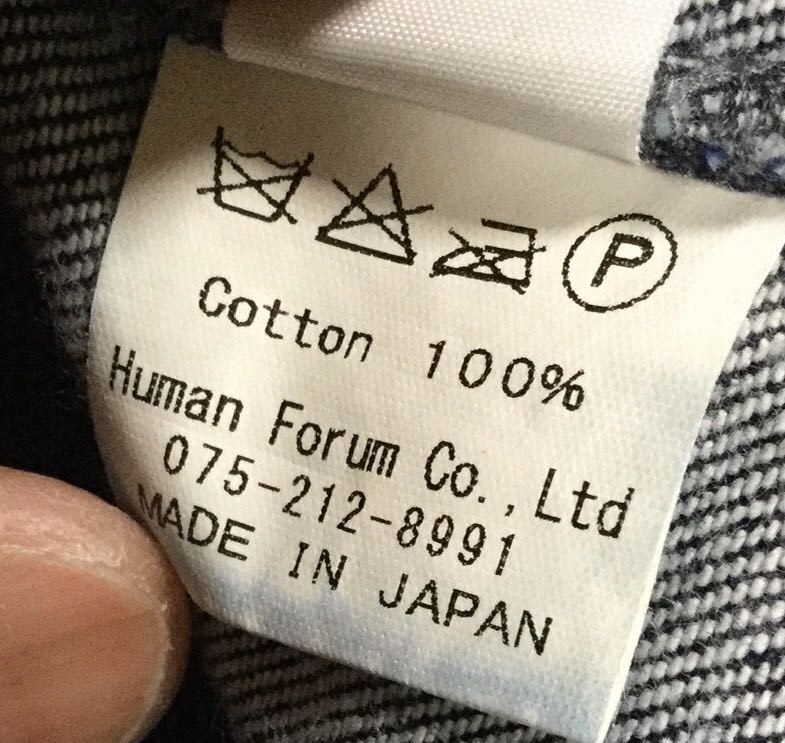 P
Cotton 100%
Human Forum Co.,Ltd
075-212-8991
MADE IN JAPAN